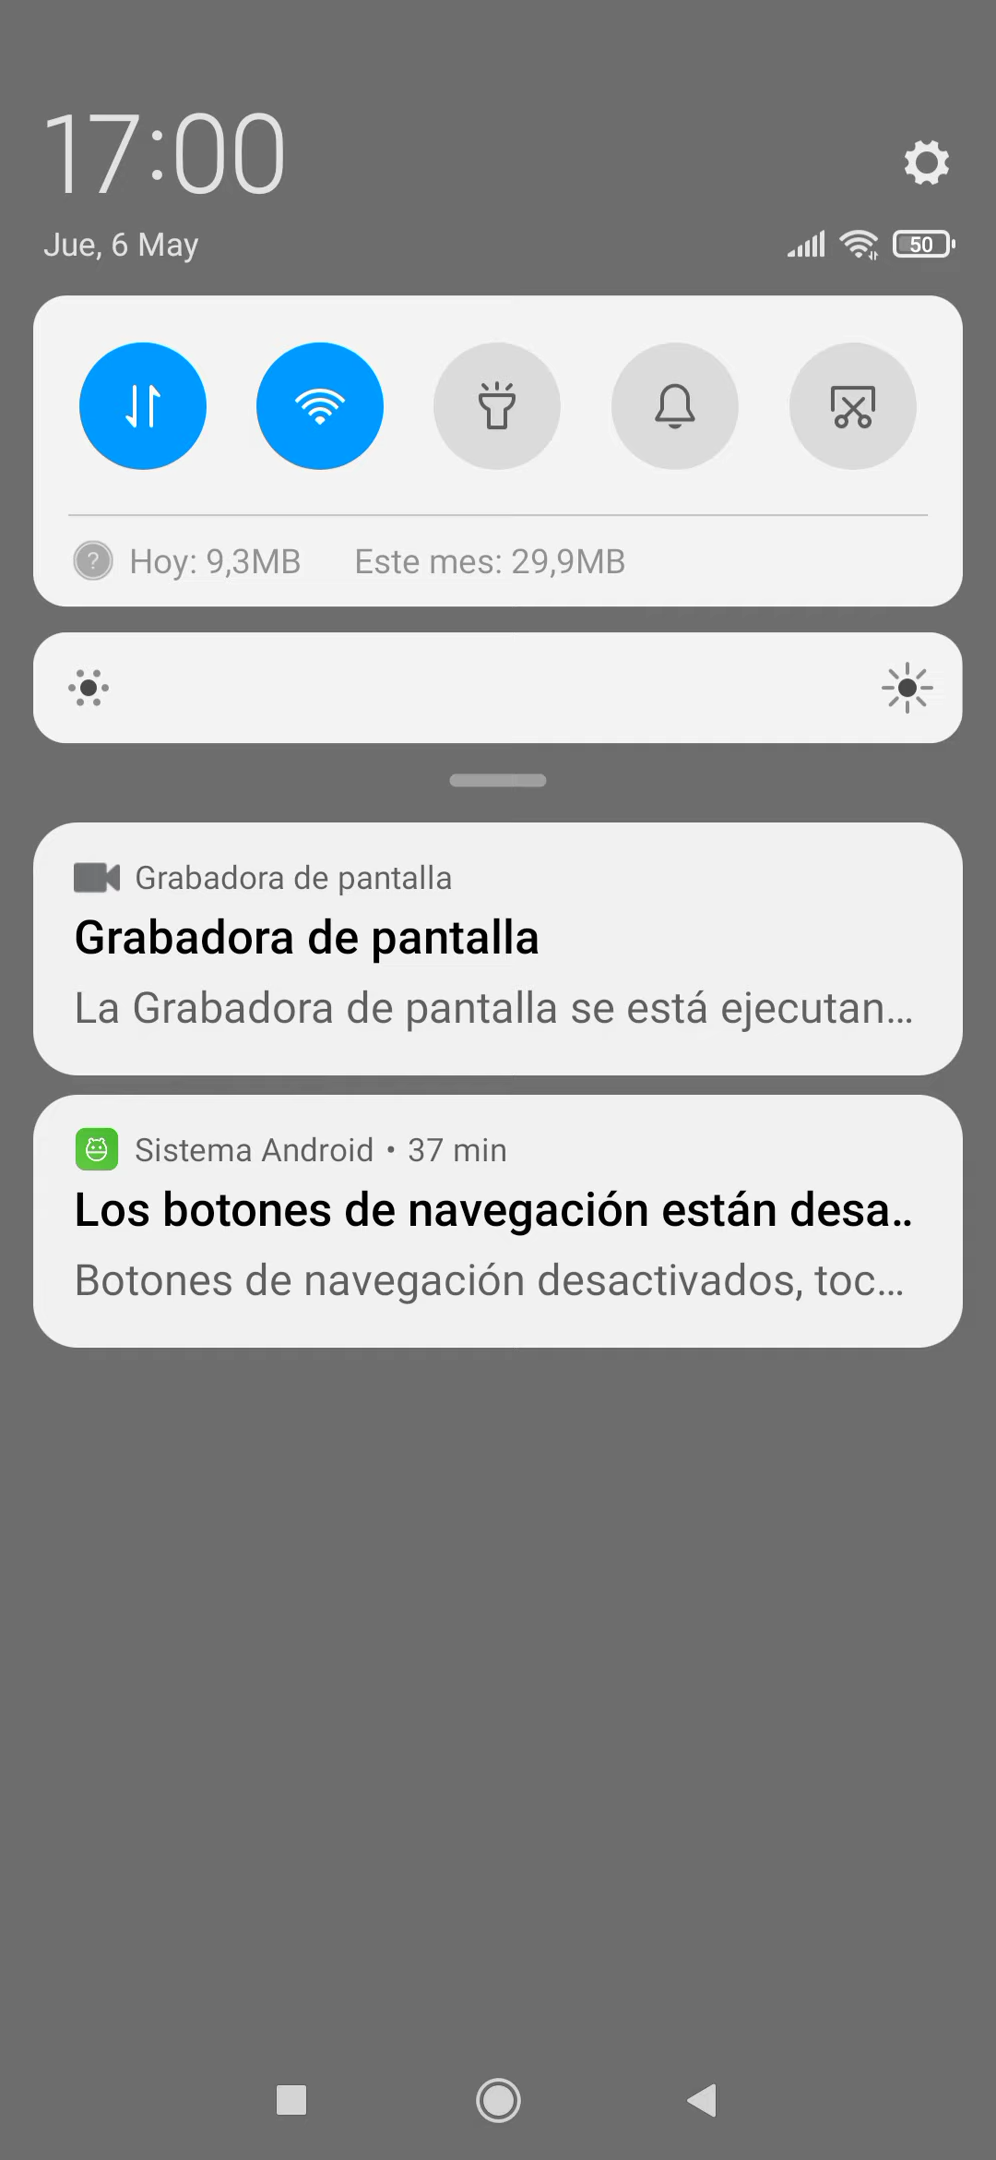 17:00
Jue, 6 May
50
Hoy: 9,3MB Este mes: 29,9MB
Grabadora de pantalla
Grabadora de pantalla
La Grabadora de pantalla se está ejecutan...
Sistema Android • 37 min
Los botones de navegación están desa..
Botones de navegación desactivados, toc...